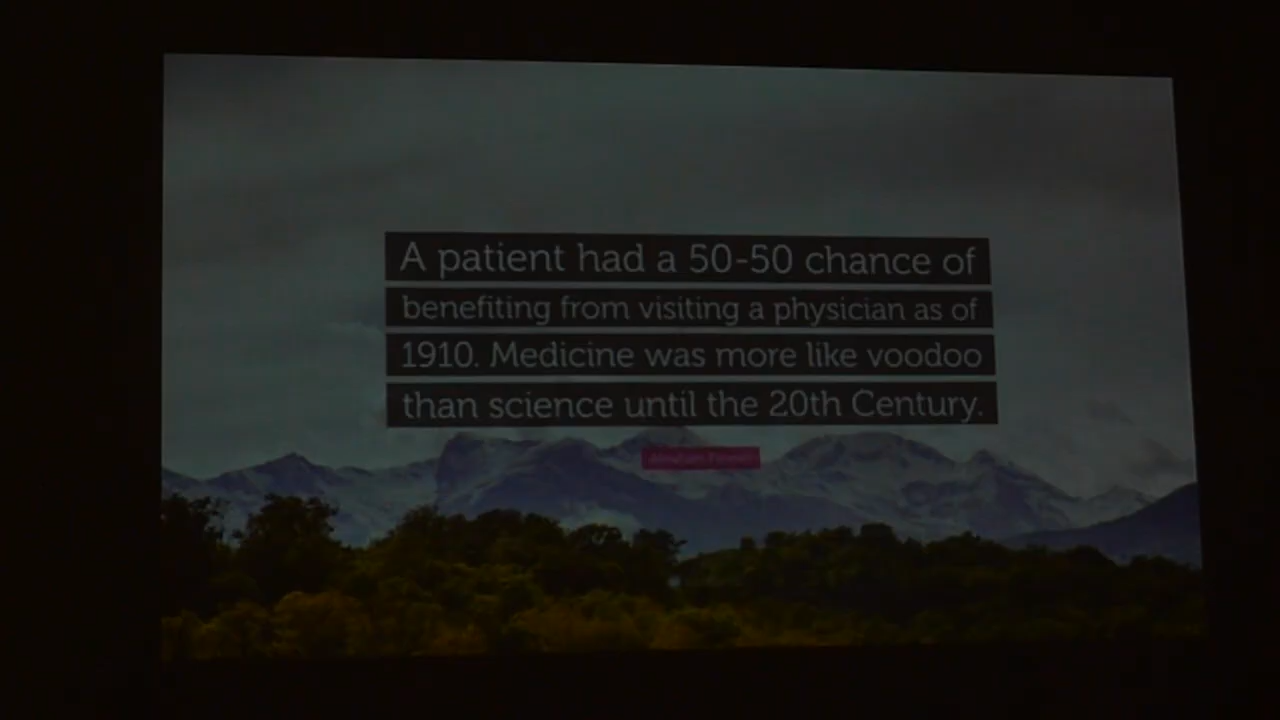 A patient had a 50-50 chance of
benefiting from visiting a physician as of
1910. Medicine was more like voodoo
than science until the 20th Century.